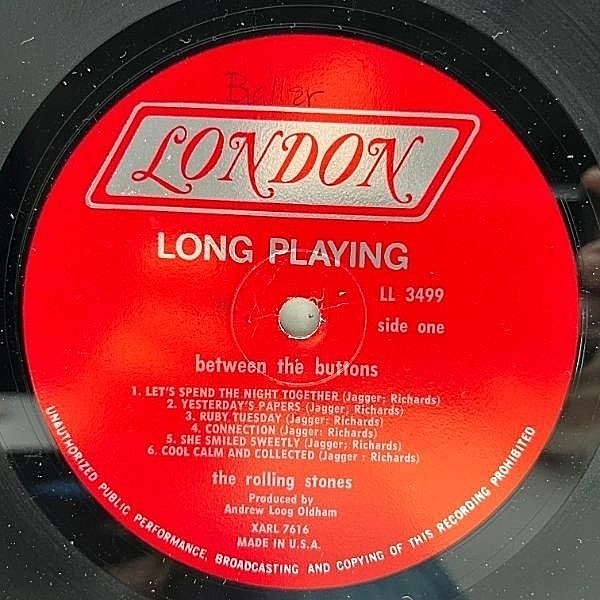 Beller
LONDON
LONG PLAYING
LL 3499
side one
between the buttons
1. LET'S SPEND THE NIGHT TOGETHER (Jagger; Richards)
2. YESTERDAY'S PAPERS (Jagger, Richards)
3. RUBY TUESDAY (Jagger; Richards)
4. CONNECTION (Jagger: Richards)
5. SHE SMILED SWEETLY (Jagger; Richards)
6. COOL CALM AND COLLECTED (Jagger : Richards)
the rolling stones
Produced by
Andrew Loog Oldham
XARL 7616
MADE IN U.S.A.
UNAUTHORIZED PUBLIC PERFORMANCE, BROADCASTING AND COPYING OF THIS RECORDING PROHIBITED